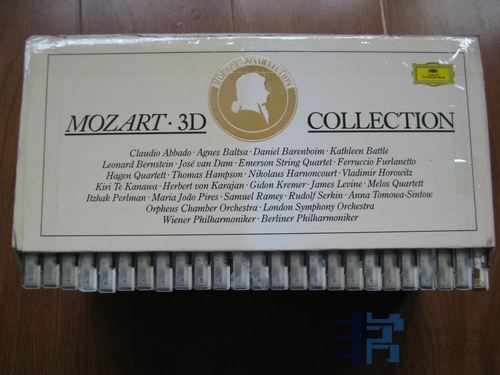 MOZART 3D COLLECTION
MOZART · 3D COLLECTION
Claudio Abbado · Agnes Baltsa · Daniel Barenboim · Kathleen Battle
Leonard Bernstein · José van Dam · Emerson String Quartet · Ferruccio Furlanetto
Hagen Quartett · Thomas Hampson · Nikolaus Harnoncourt · Vladimir Horowitz
Kiri Te Kanawa · Herbert von Karajan · Gidon Kremer · James Levine · Melos Quartett
Itzhak Perlman · Maria João Pires · Samuel Ramey · Rudolf Serkin · Anna Tomowa-Sintow
Orpheus Chamber Orchestra · London Symphony Orchestra
Wiener Philharmoniker · Berliner Philharmoniker